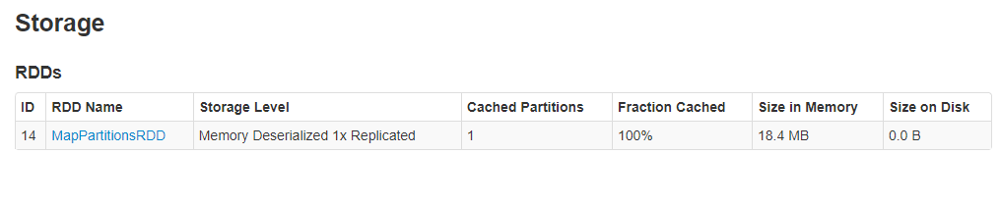 Storage
RDDs
ID RDD Name Storage Level Cached Partitions Fraction Cached Size in Memory Size on Disk
14 MapPartitionsRDD Memory Deserialized 1x Replicated 1 100% 18.4 MB 0.0 B